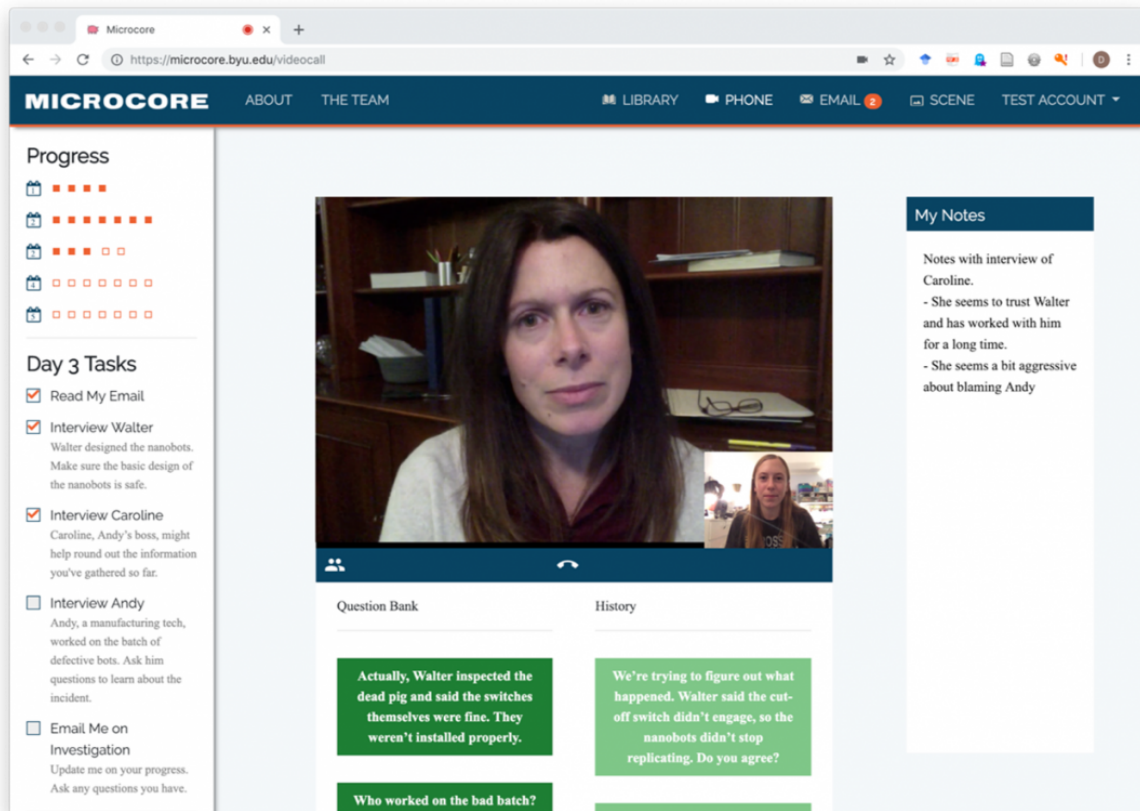 Microcore
https://microcore.byu.edu/videocall
D
MICROCORE
ABOUT
THE TEAM
LIBRARY
PHONE
EMAIL 2
SCENE
TEST ACCOUNT
Progress
1
2
2
4
5
Day 3 Tasks
Read My Email
Interview Walter
Walter designed the nanobots.
Make sure the basic design of
the nanobots is safe.
Interview Caroline
Caroline, Andy's boss, might
help round out the information
you've gathered so far.
Interview Andy
Andy, a manufacturing tech,
worked on the batch of
defective bots. Ask him
questions to learn about the
incident.
Email Me on
Investigation
Update me on your progress.
Ask any questions you have.
Question Bank
Actually, Walter inspected the
dead pig and said the switches
themselves were fine. They
weren't installed properly.
Who worked on the bad batch?
History
We're trying to figure out what
happened. Walter said the cut-
off switch didn't engage, so the
nanobots didn't stop
replicating. Do you agree?
My Notes
Notes with interview of
Caroline.
- She seems to trust Walter
and has worked with him
for a long time.
- She seems a bit aggressive
about blaming Andy